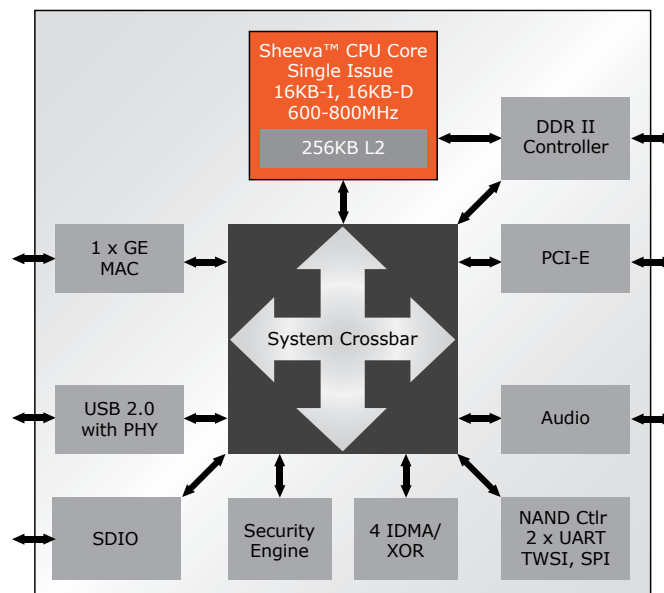 Sheeva™ CPU Core
Single Issue
16KB-I, 16KB-D
600-800MHz
256KB L2
DDR II
Controller
1 x GE
MAC
PCI-E
System Crossbar
USB 2.0
with PHY
Audio
SDIO
Security
Engine
4 IDMA/
XOR
NAND Ctlr
2 x UART
TWSI, SPI